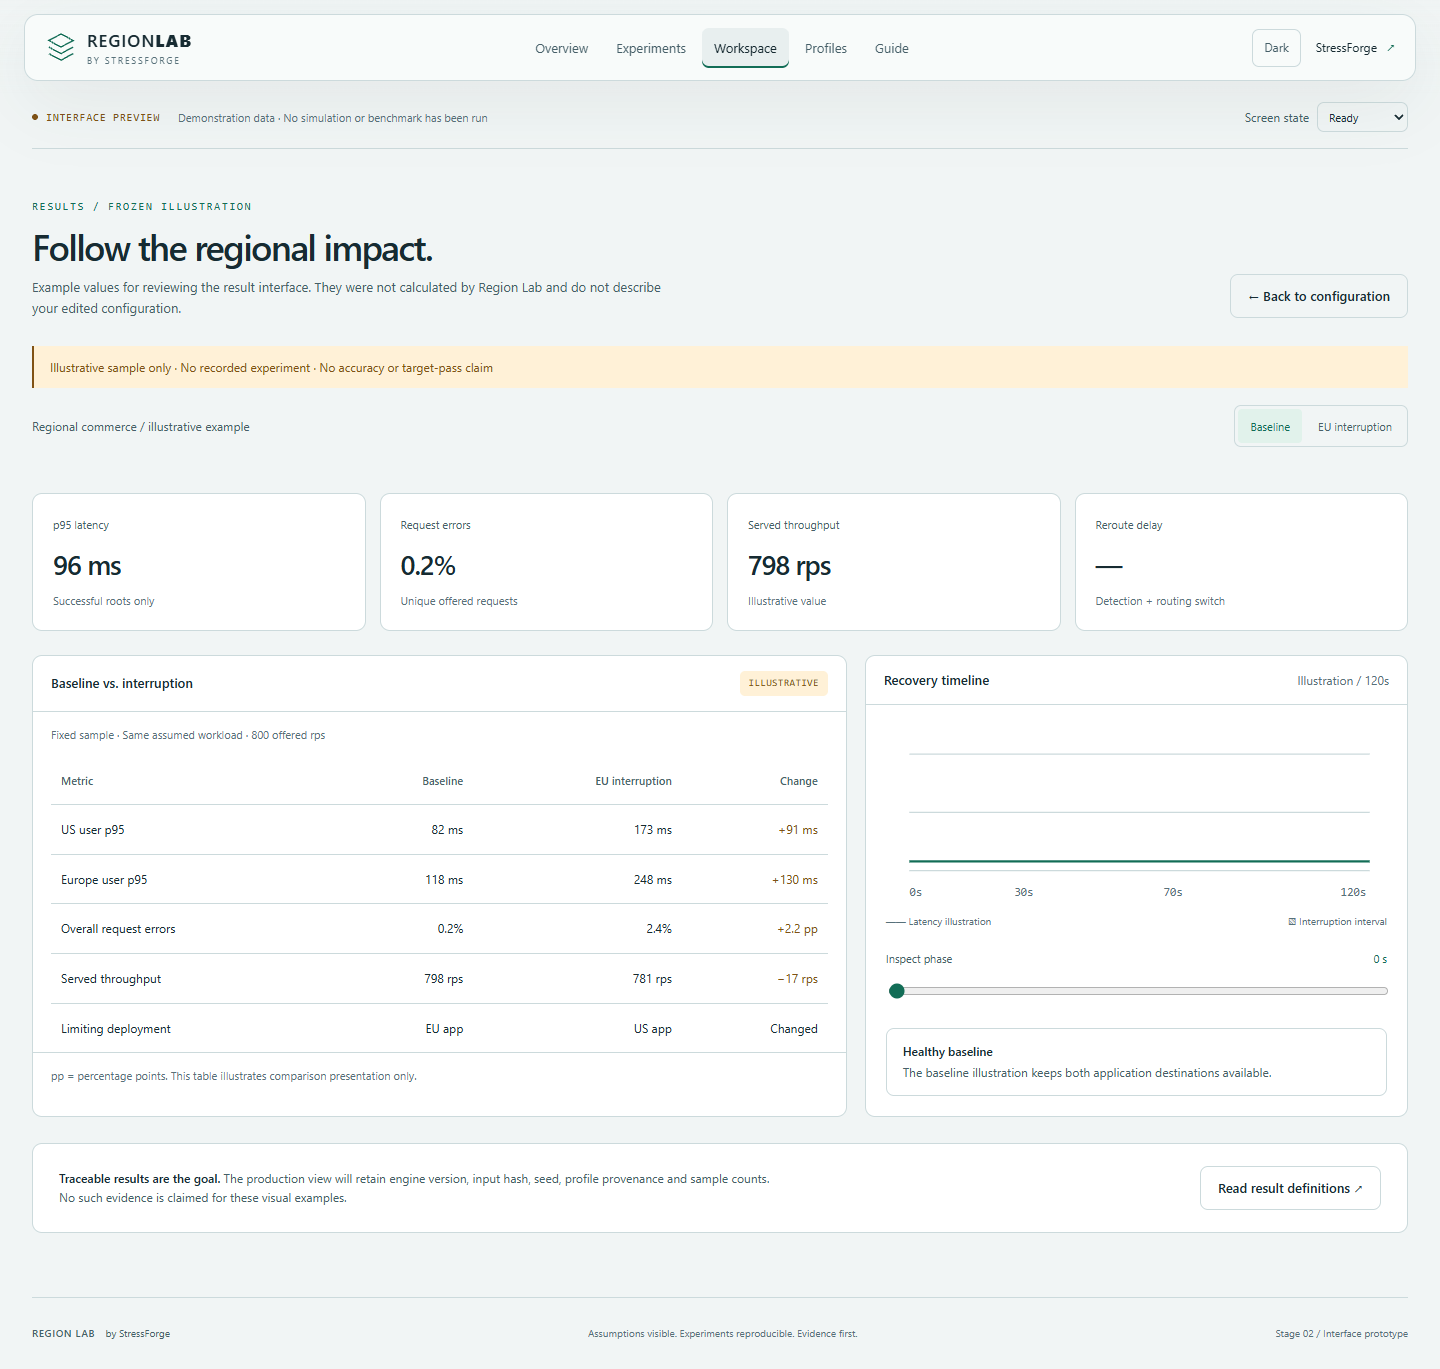 REGIONLAB
BY STRESSFORGE
Overview
Experiments
Workspace
Profiles
Guide
Dark
StressForge ↗
INTERFACE PREVIEW
Demonstration data · No simulation or benchmark has been run
Screen state
Ready
RESULTS / FROZEN ILLUSTRATION
Follow the regional impact.
Example values for reviewing the result interface. They were not calculated by Region Lab and do not describe
your edited configuration.
← Back to configuration
Illustrative sample only · No recorded experiment · No accuracy or target-pass claim
Regional commerce / illustrative example
Baseline
EU interruption
p95 latency
96 ms
Successful roots only
Request errors
0.2%
Unique offered requests
Served throughput
798 rps
Illustrative value
Reroute delay
—
Detection + routing switch
Baseline vs. interruption
ILLUSTRATIVE
Fixed sample · Same assumed workload · 800 offered rps
Metric Baseline EU interruption Change
US user p95 82 ms 173 ms +91 ms
Europe user p95 118 ms 248 ms +130 ms
Overall request errors 0.2% 2.4% +2.2 pp
Served throughput 798 rps 781 rps −17 rps
Limiting deployment EU app US app Changed
pp = percentage points. This table illustrates comparison presentation only.
Recovery timeline
Illustration / 120s
0s 30s 70s 120s
Latency illustration
Interruption interval
Inspect phase
0 s
Healthy baseline
The baseline illustration keeps both application destinations available.
Traceable results are the goal. The production view will retain engine version, input hash, seed, profile provenance and sample counts.
No such evidence is claimed for these visual examples.
Read result definitions ↗
REGION LAB by StressForge
Assumptions visible. Experiments reproducible. Evidence first.
Stage 02 / Interface prototype